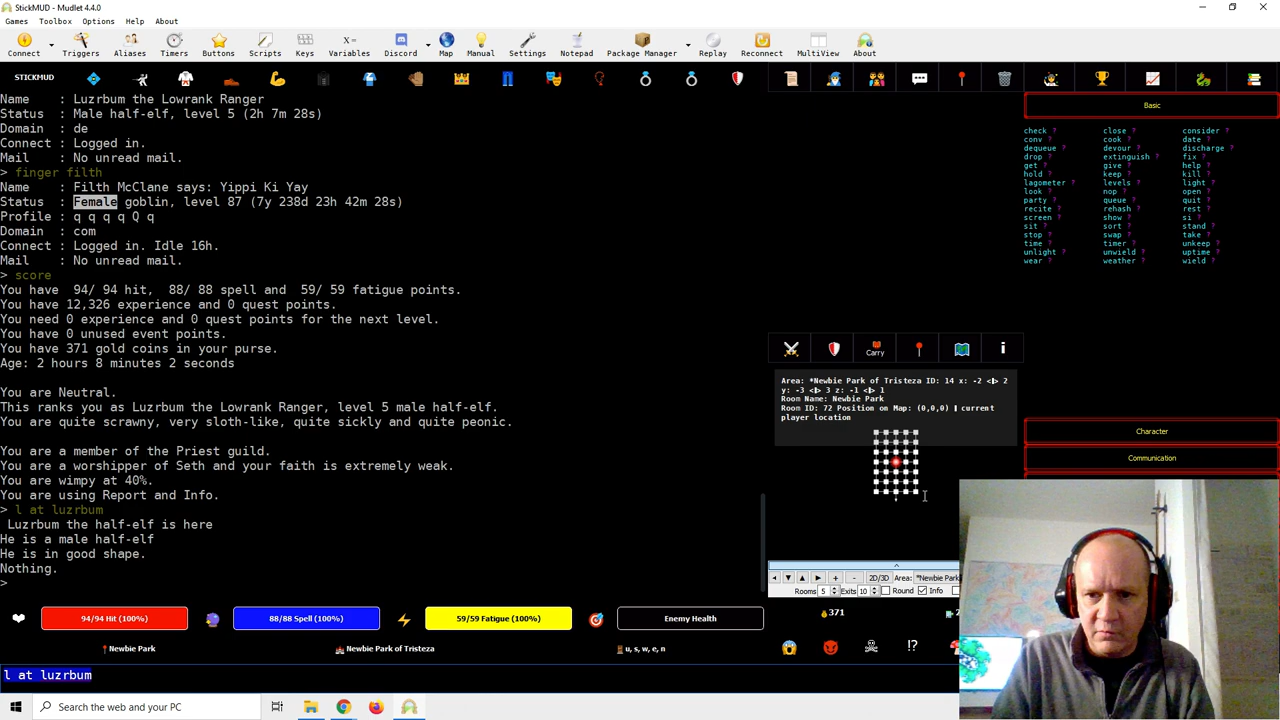 StickMUD - Mudlet 4.4.0
Games Toolbox Options Help About
Connect Triggers Aliases Timers Buttons Scripts Keys Variables Discord Map Manual Settings Notepad Package Manager Replay Reconnect MultiView About
STICKMUD
Name : Luzrbum the Lowrank Ranger
Status : Male half-elf, level 5 (2h 7m 28s)
Domain : de
Connect : Logged in.
Mail : No unread mail.
> finger filth
Name : Filth McClane says: Yippi Ki Yay
Status : Female goblin, level 87 (7y 238d 23h 42m 28s)
Profile : q q q q Q q
Domain : com
Connect : Logged in. Idle 16h.
Mail : No unread mail.
> score
You have 94/ 94 hit, 88/ 88 spell and 59/ 59 fatigue points.
You have 12,326 experience and 0 quest points.
You need 0 experience and 0 quest points for the next level.
You have 0 unused event points.
You have 371 gold coins in your purse.
Age: 2 hours 8 minutes 2 seconds
You are Neutral.
This ranks you as Luzrbum the Lowrank Ranger, level 5 male half-elf.
You are quite scrawny, very sloth-like, quite sickly and quite peonic.
You are a member of the Priest guild.
You are a worshipper of Seth and your faith is extremely weak.
You are wimpy at 40%.
You are using Report and Info.
> l at luzrbum
Luzrbum the half-elf is here
He is a male half-elf
He is in good shape.
Nothing.
>
94/94 Hit (100%) 88/88 Spell (100%) 59/59 Fatigue (100%) Enemy Health
Newbie Park Newbie Park of Tristeza u, s, w, e, n
l at luzrbum
Carry
Area: *Newbie Park of Tristeza ID: 14 x: -2 <|> 2
y: -3 <|> 3 z: -1 <|> 1
Room Name: Newbie Park
Room ID: 72 Position on Map: (0,0,0) | current
player location
2D/3D Area: *Newbie Park
Rooms 5 Exits 10 Round Info
371
!?
Basic
check ? close ? consider ?
conv ? cook ? date ?
dequeue ? devour ? discharge ?
drop ? extinguish ? fix ?
get ? give ? help ?
hold ? keep ? kill ?
lagometer ? levels ? light ?
look ? nop ? open ?
party ? queue ? quit ?
recite ? rehash ? rest ?
screen ? show ? si ?
sit ? sort ? stand ?
stop ? swap ? take ?
time ? timer ? unkeep ?
unlight ? unwield ? uptime ?
wear ? weather ? wield ?
Character
Communication
Search the web and your PC